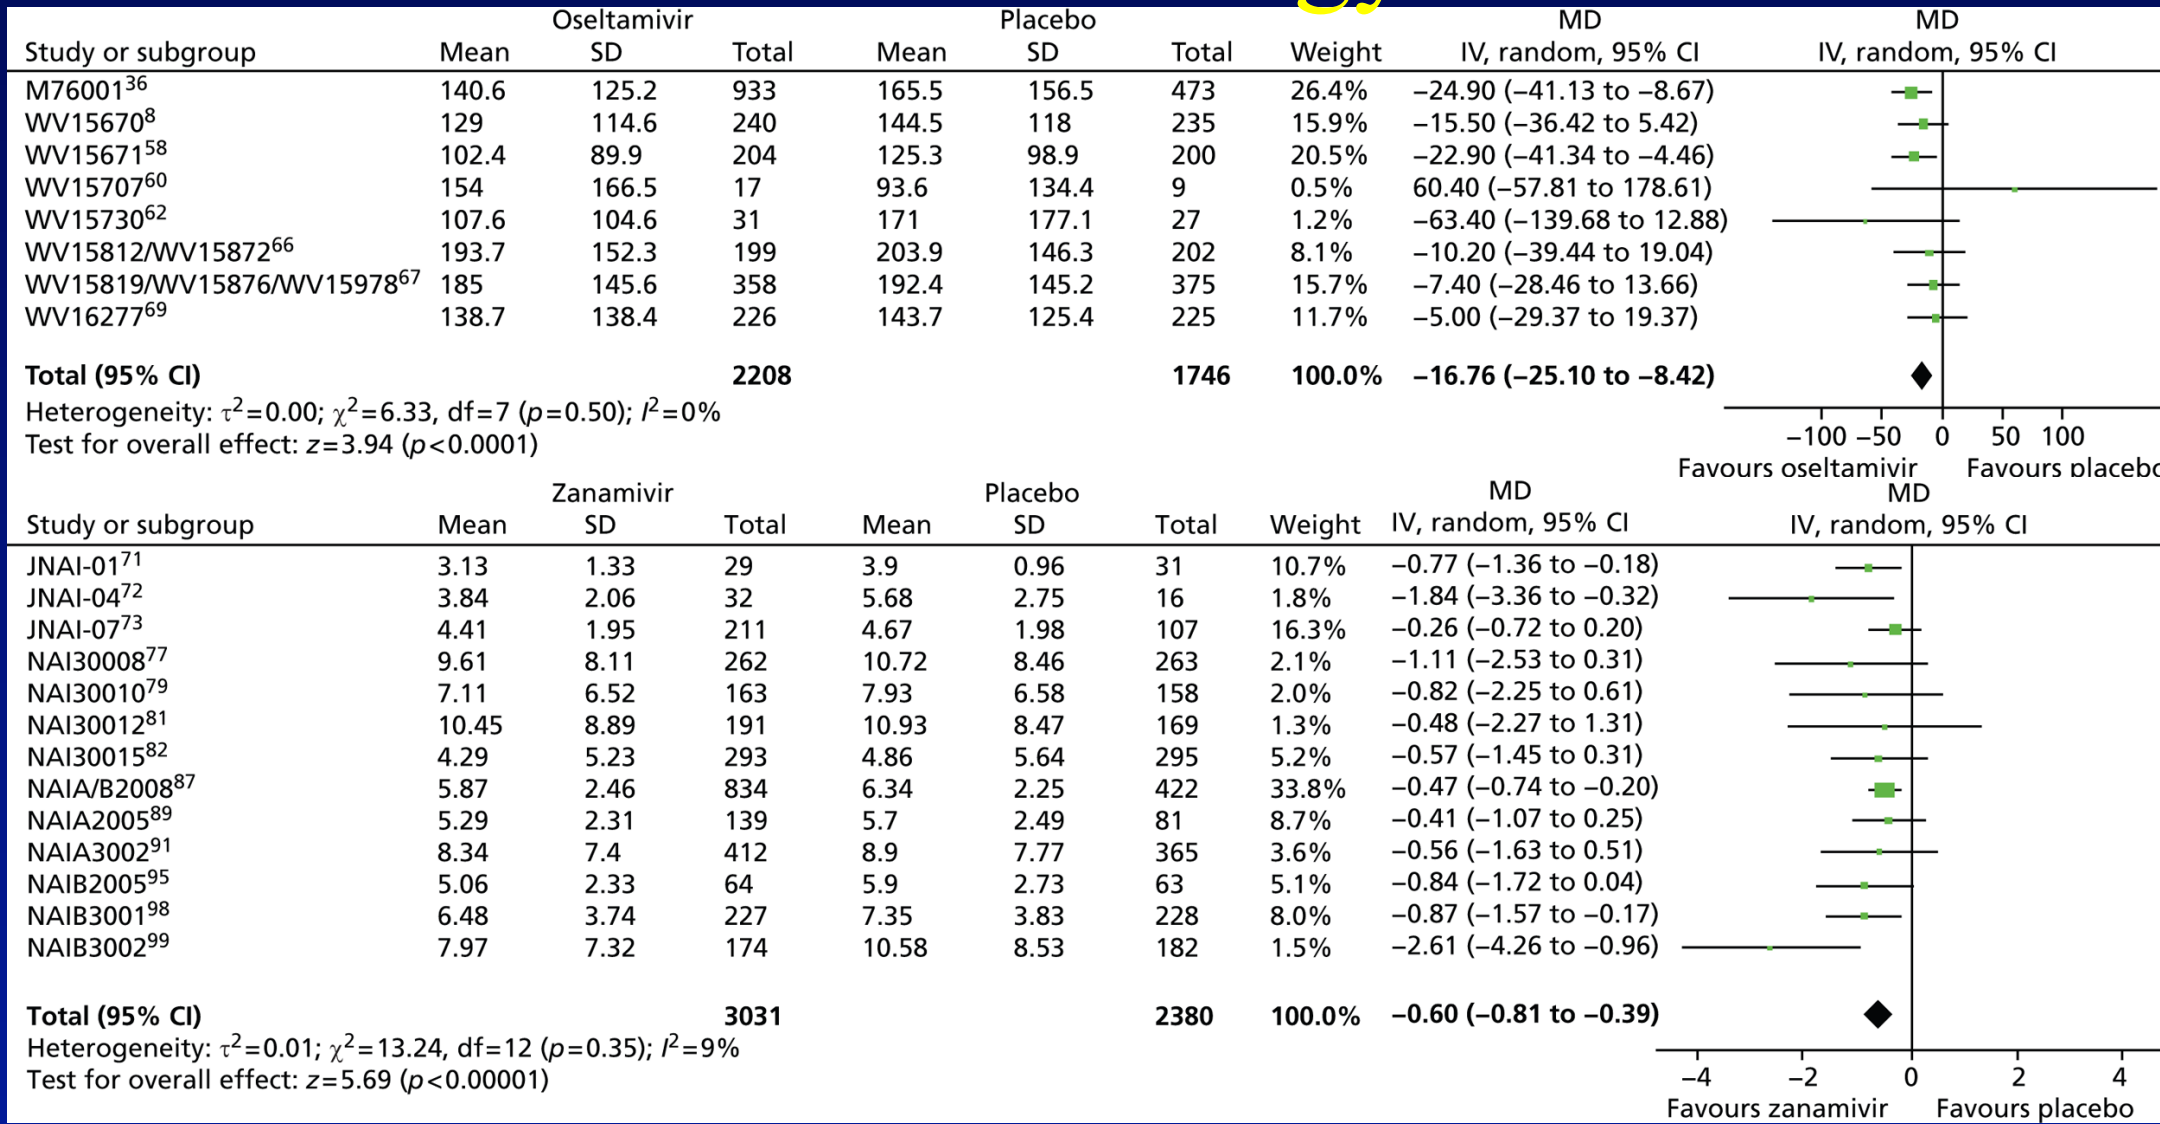 Oseltamivir Placebo MD MD
Study or subgroup Mean SD Total Mean SD Total Weight IV, random, 95% CI IV, random, 95% CI
M76001³⁶ 140.6 125.2 933 165.5 156.5 473 26.4% −24.90 (−41.13 to −8.67)
WV15670⁸ 129 114.6 240 144.5 118 235 15.9% −15.50 (−36.42 to 5.42)
WV15671⁵⁸ 102.4 89.9 204 125.3 98.9 200 20.5% −22.90 (−41.34 to −4.46)
WV15707⁶⁰ 154 166.5 17 93.6 134.4 9 0.5% 60.40 (−57.81 to 178.61)
WV15730⁶² 107.6 104.6 31 171 177.1 27 1.2% −63.40 (−139.68 to 12.88)
WV15812/WV15872⁶⁶ 193.7 152.3 199 203.9 146.3 202 8.1% −10.20 (−39.44 to 19.04)
WV15819/WV15876/WV15978⁶⁷ 185 145.6 358 192.4 145.2 375 15.7% −7.40 (−28.46 to 13.66)
WV16277⁶⁹ 138.7 138.4 226 143.7 125.4 225 11.7% −5.00 (−29.37 to 19.37)
Total (95% CI) 2208 1746 100.0% −16.76 (−25.10 to −8.42)
Heterogeneity: τ²=0.00; χ²=6.33, df=7 (p=0.50); I²=0%
Test for overall effect: z=3.94 (p<0.0001)
−100 −50 0 50 100
Favours oseltamivir Favours placebo
Zanamivir Placebo MD MD
Study or subgroup Mean SD Total Mean SD Total Weight IV, random, 95% CI IV, random, 95% CI
JNAI-01⁷¹ 3.13 1.33 29 3.9 0.96 31 10.7% −0.77 (−1.36 to −0.18)
JNAI-04⁷² 3.84 2.06 32 5.68 2.75 16 1.8% −1.84 (−3.36 to −0.32)
JNAI-07⁷³ 4.41 1.95 211 4.67 1.98 107 16.3% −0.26 (−0.72 to 0.20)
NAI30008⁷⁷ 9.61 8.11 262 10.72 8.46 263 2.1% −1.11 (−2.53 to 0.31)
NAI30010⁷⁹ 7.11 6.52 163 7.93 6.58 158 2.0% −0.82 (−2.25 to 0.61)
NAI30012⁸¹ 10.45 8.89 191 10.93 8.47 169 1.3% −0.48 (−2.27 to 1.31)
NAI30015⁸² 4.29 5.23 293 4.86 5.64 295 5.2% −0.57 (−1.45 to 0.31)
NAIA/B2008⁸⁷ 5.87 2.46 834 6.34 2.25 422 33.8% −0.47 (−0.74 to −0.20)
NAIA2005⁸⁹ 5.29 2.31 139 5.7 2.49 81 8.7% −0.41 (−1.07 to 0.25)
NAIA3002⁹¹ 8.34 7.4 412 8.9 7.77 365 3.6% −0.56 (−1.63 to 0.51)
NAIB2005⁹⁵ 5.06 2.33 64 5.9 2.73 63 5.1% −0.84 (−1.72 to 0.04)
NAIB3001⁹⁸ 6.48 3.74 227 7.35 3.83 228 8.0% −0.87 (−1.57 to −0.17)
NAIB3002⁹⁹ 7.97 7.32 174 10.58 8.53 182 1.5% −2.61 (−4.26 to −0.96)
Total (95% CI) 3031 2380 100.0% −0.60 (−0.81 to −0.39)
Heterogeneity: τ²=0.01; χ²=13.24, df=12 (p=0.35); I²=9%
Test for overall effect: z=5.69 (p<0.00001)
−4 −2 0 2 4
Favours zanamivir Favours placebo